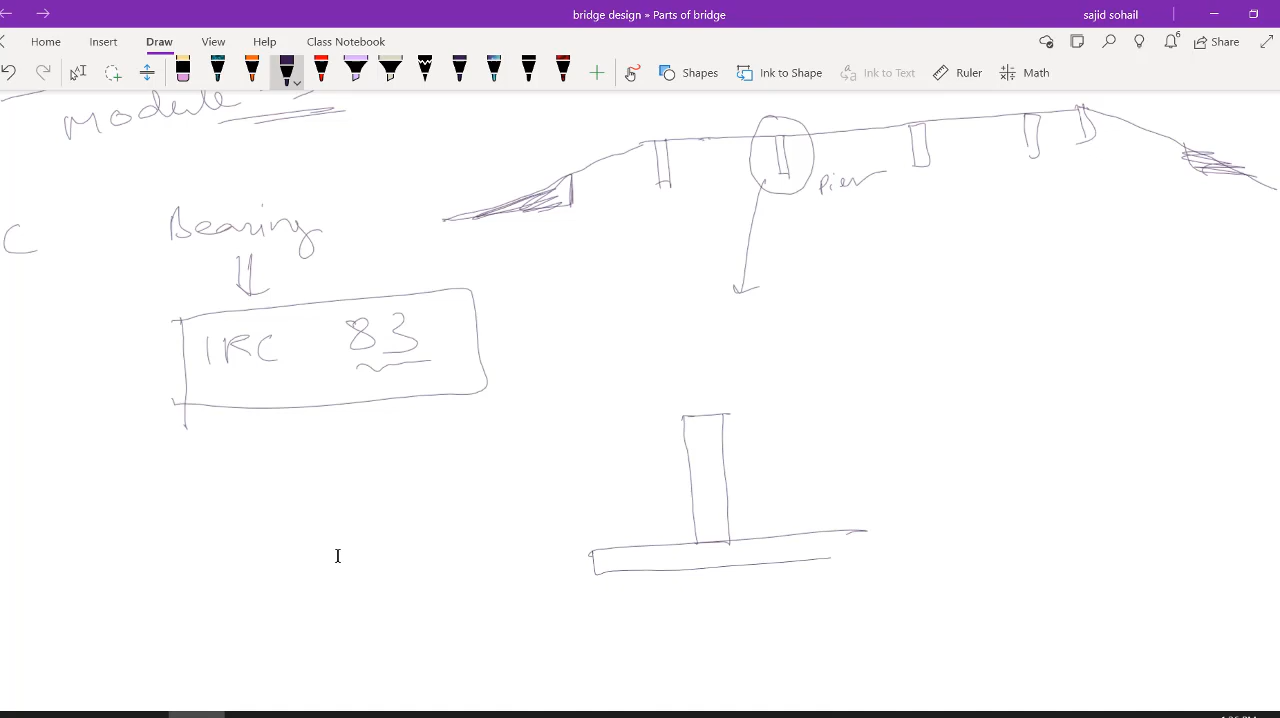 bridge design » Parts of bridge
sajid sohail
Home Insert Draw View Help Class Notebook
Share
Shapes Ink to Shape Ink to Text Ruler Math
Module
Pier
Bearing
C
IRC 83